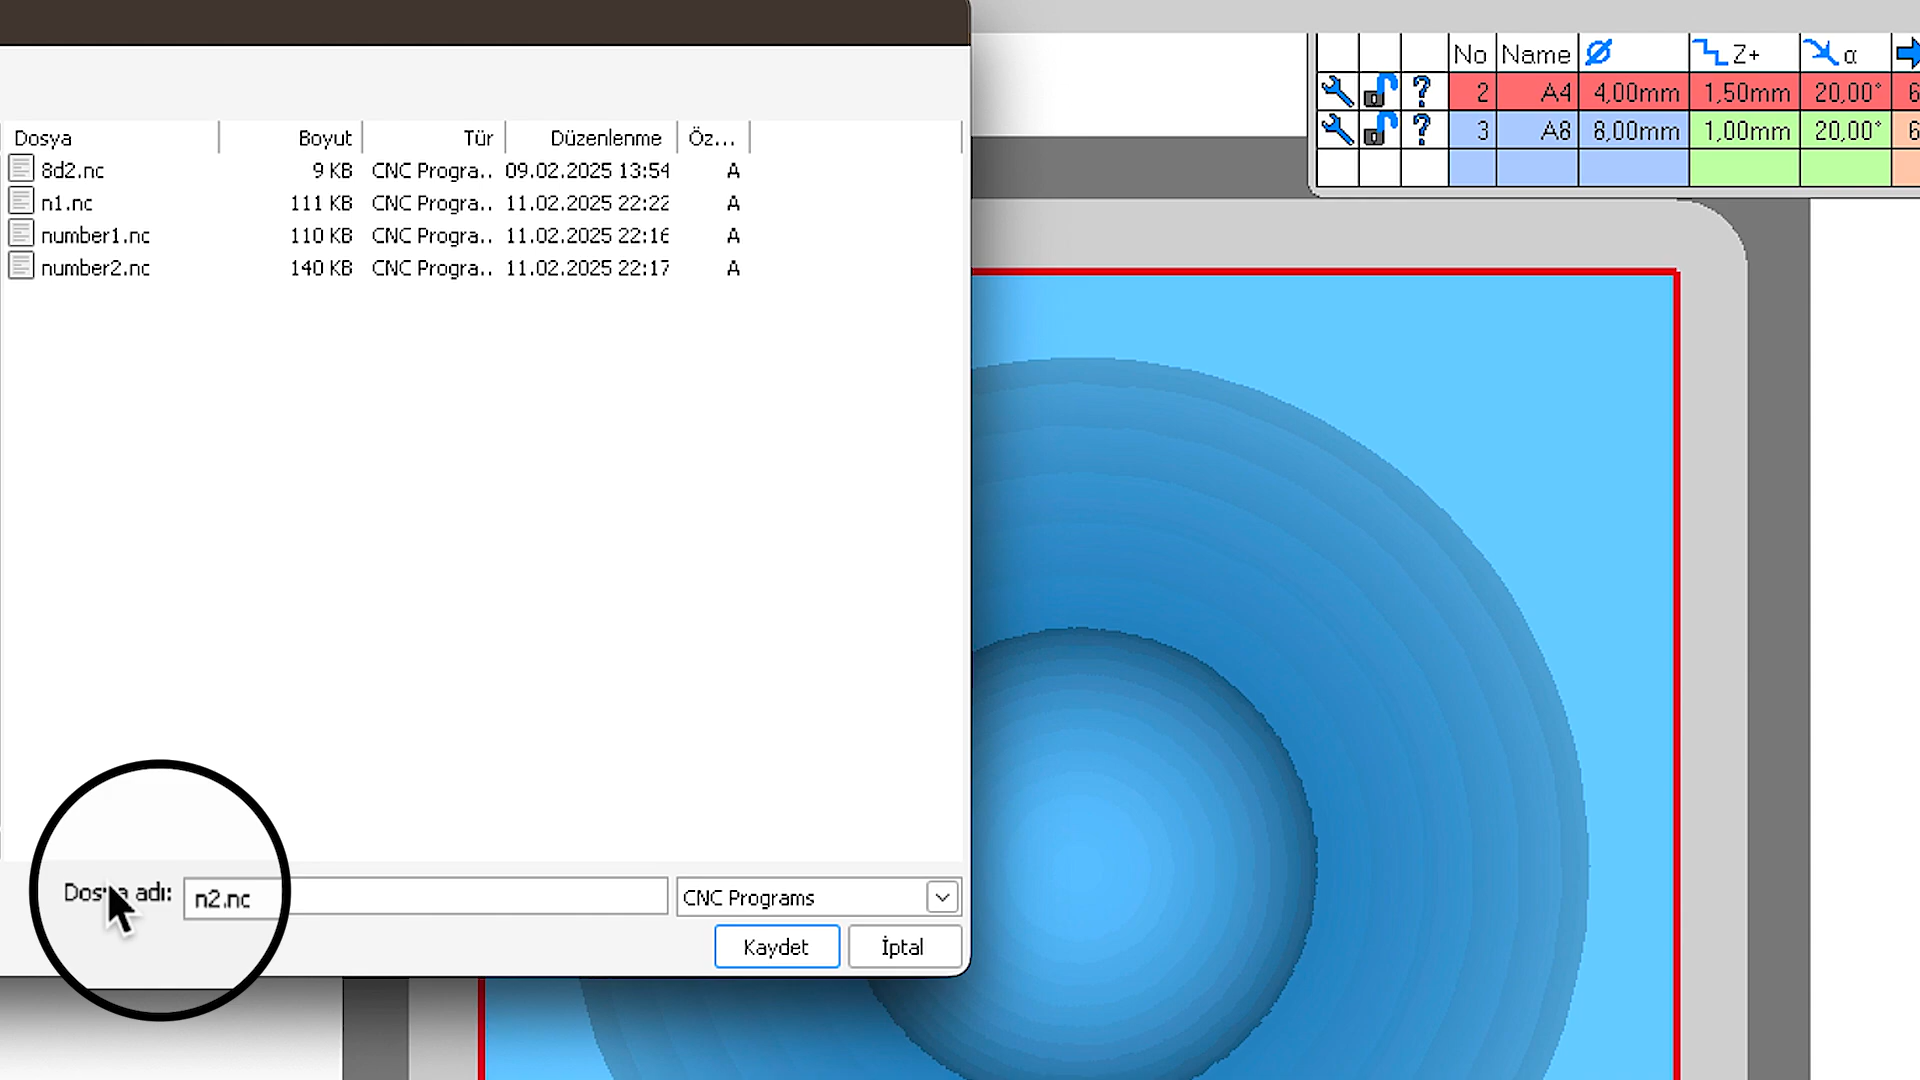 Dosya Boyut Tür Düzenlenme Öz...
8d2.nc 9 KB CNC Progra.. 09.02.2025 13:54 A
n1.nc 111 KB CNC Progra.. 11.02.2025 22:22 A
number1.nc 110 KB CNC Progra.. 11.02.2025 22:16 A
number2.nc 140 KB CNC Progra.. 11.02.2025 22:17 A
Dosya adı: n2.nc CNC Programs
Kaydet İptal
No Name Ø Z+ α
? 2 A4 4,00mm 1,50mm 20,00° 6
? 3 A8 8,00mm 1,00mm 20,00° 6